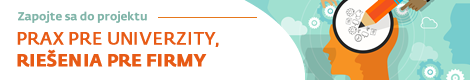 Zapojte sa do projektu
PRAX PRE UNIVERZITY,
RIEŠENIA PRE FIRMY